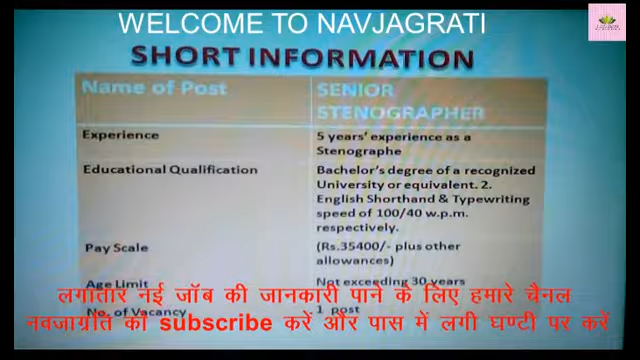 WELCOME TO NAVJAGRATI
SHORT INFORMATION
Name of Post
SENIOR
STENOGRAPHER
Experience
5 years' experience as a
Stenographe
Educational Qualification
Bachelor's degree of a recognized
University or equivalent. 2.
English Shorthand & Typewriting
speed of 100/40 w.p.m.
respectively.
Pay Scale
(Rs.35400/- plus other
allowances)
Age Limit
Not exceeding 30 years
No. of Vacancy
1 post
लगातार नई जॉब की जानकारी पाने के लिए हमारे चैनल
नवजाग्रति को subscribe करें और पास में लगी घण्टी पर करें